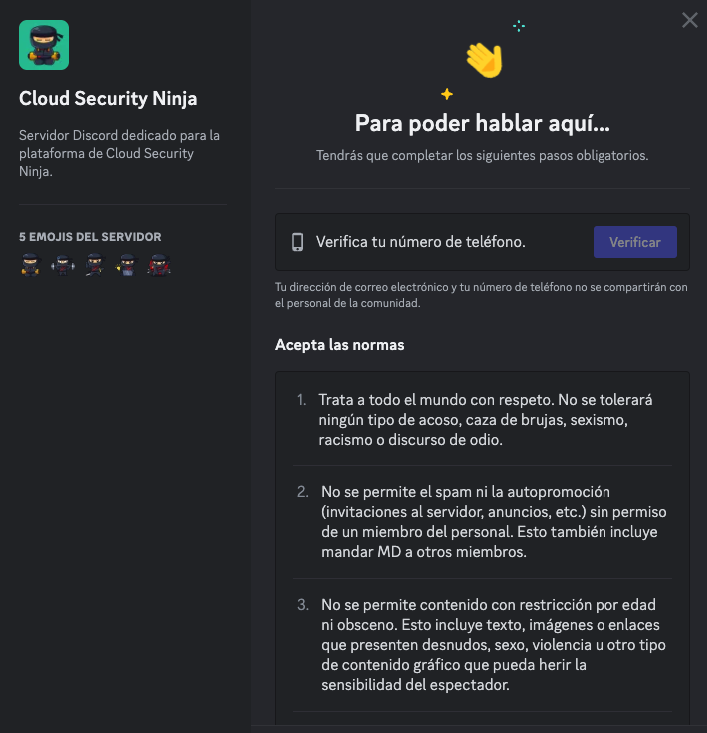 Cloud Security Ninja
Servidor Discord dedicado para la
plataforma de Cloud Security
Ninja.
5 EMOJIS DEL SERVIDOR
Para poder hablar aquí...
Tendrás que completar los siguientes pasos obligatorios.
Verifica tu número de teléfono.
Verificar
Tu dirección de correo electrónico y tu número de teléfono no se compartirán con
el personal de la comunidad.
Acepta las normas
1. Trata a todo el mundo con respeto. No se tolerará
ningún tipo de acoso, caza de brujas, sexismo,
racismo o discurso de odio.
2. No se permite el spam ni la autopromoción
(invitaciones al servidor, anuncios, etc.) sin permiso
de un miembro del personal. Esto también incluye
mandar MD a otros miembros.
3. No se permite contenido con restricción por edad
ni obsceno. Esto incluye texto, imágenes o enlaces
que presenten desnudos, sexo, violencia u otro tipo
de contenido gráfico que pueda herir la
sensibilidad del espectador.